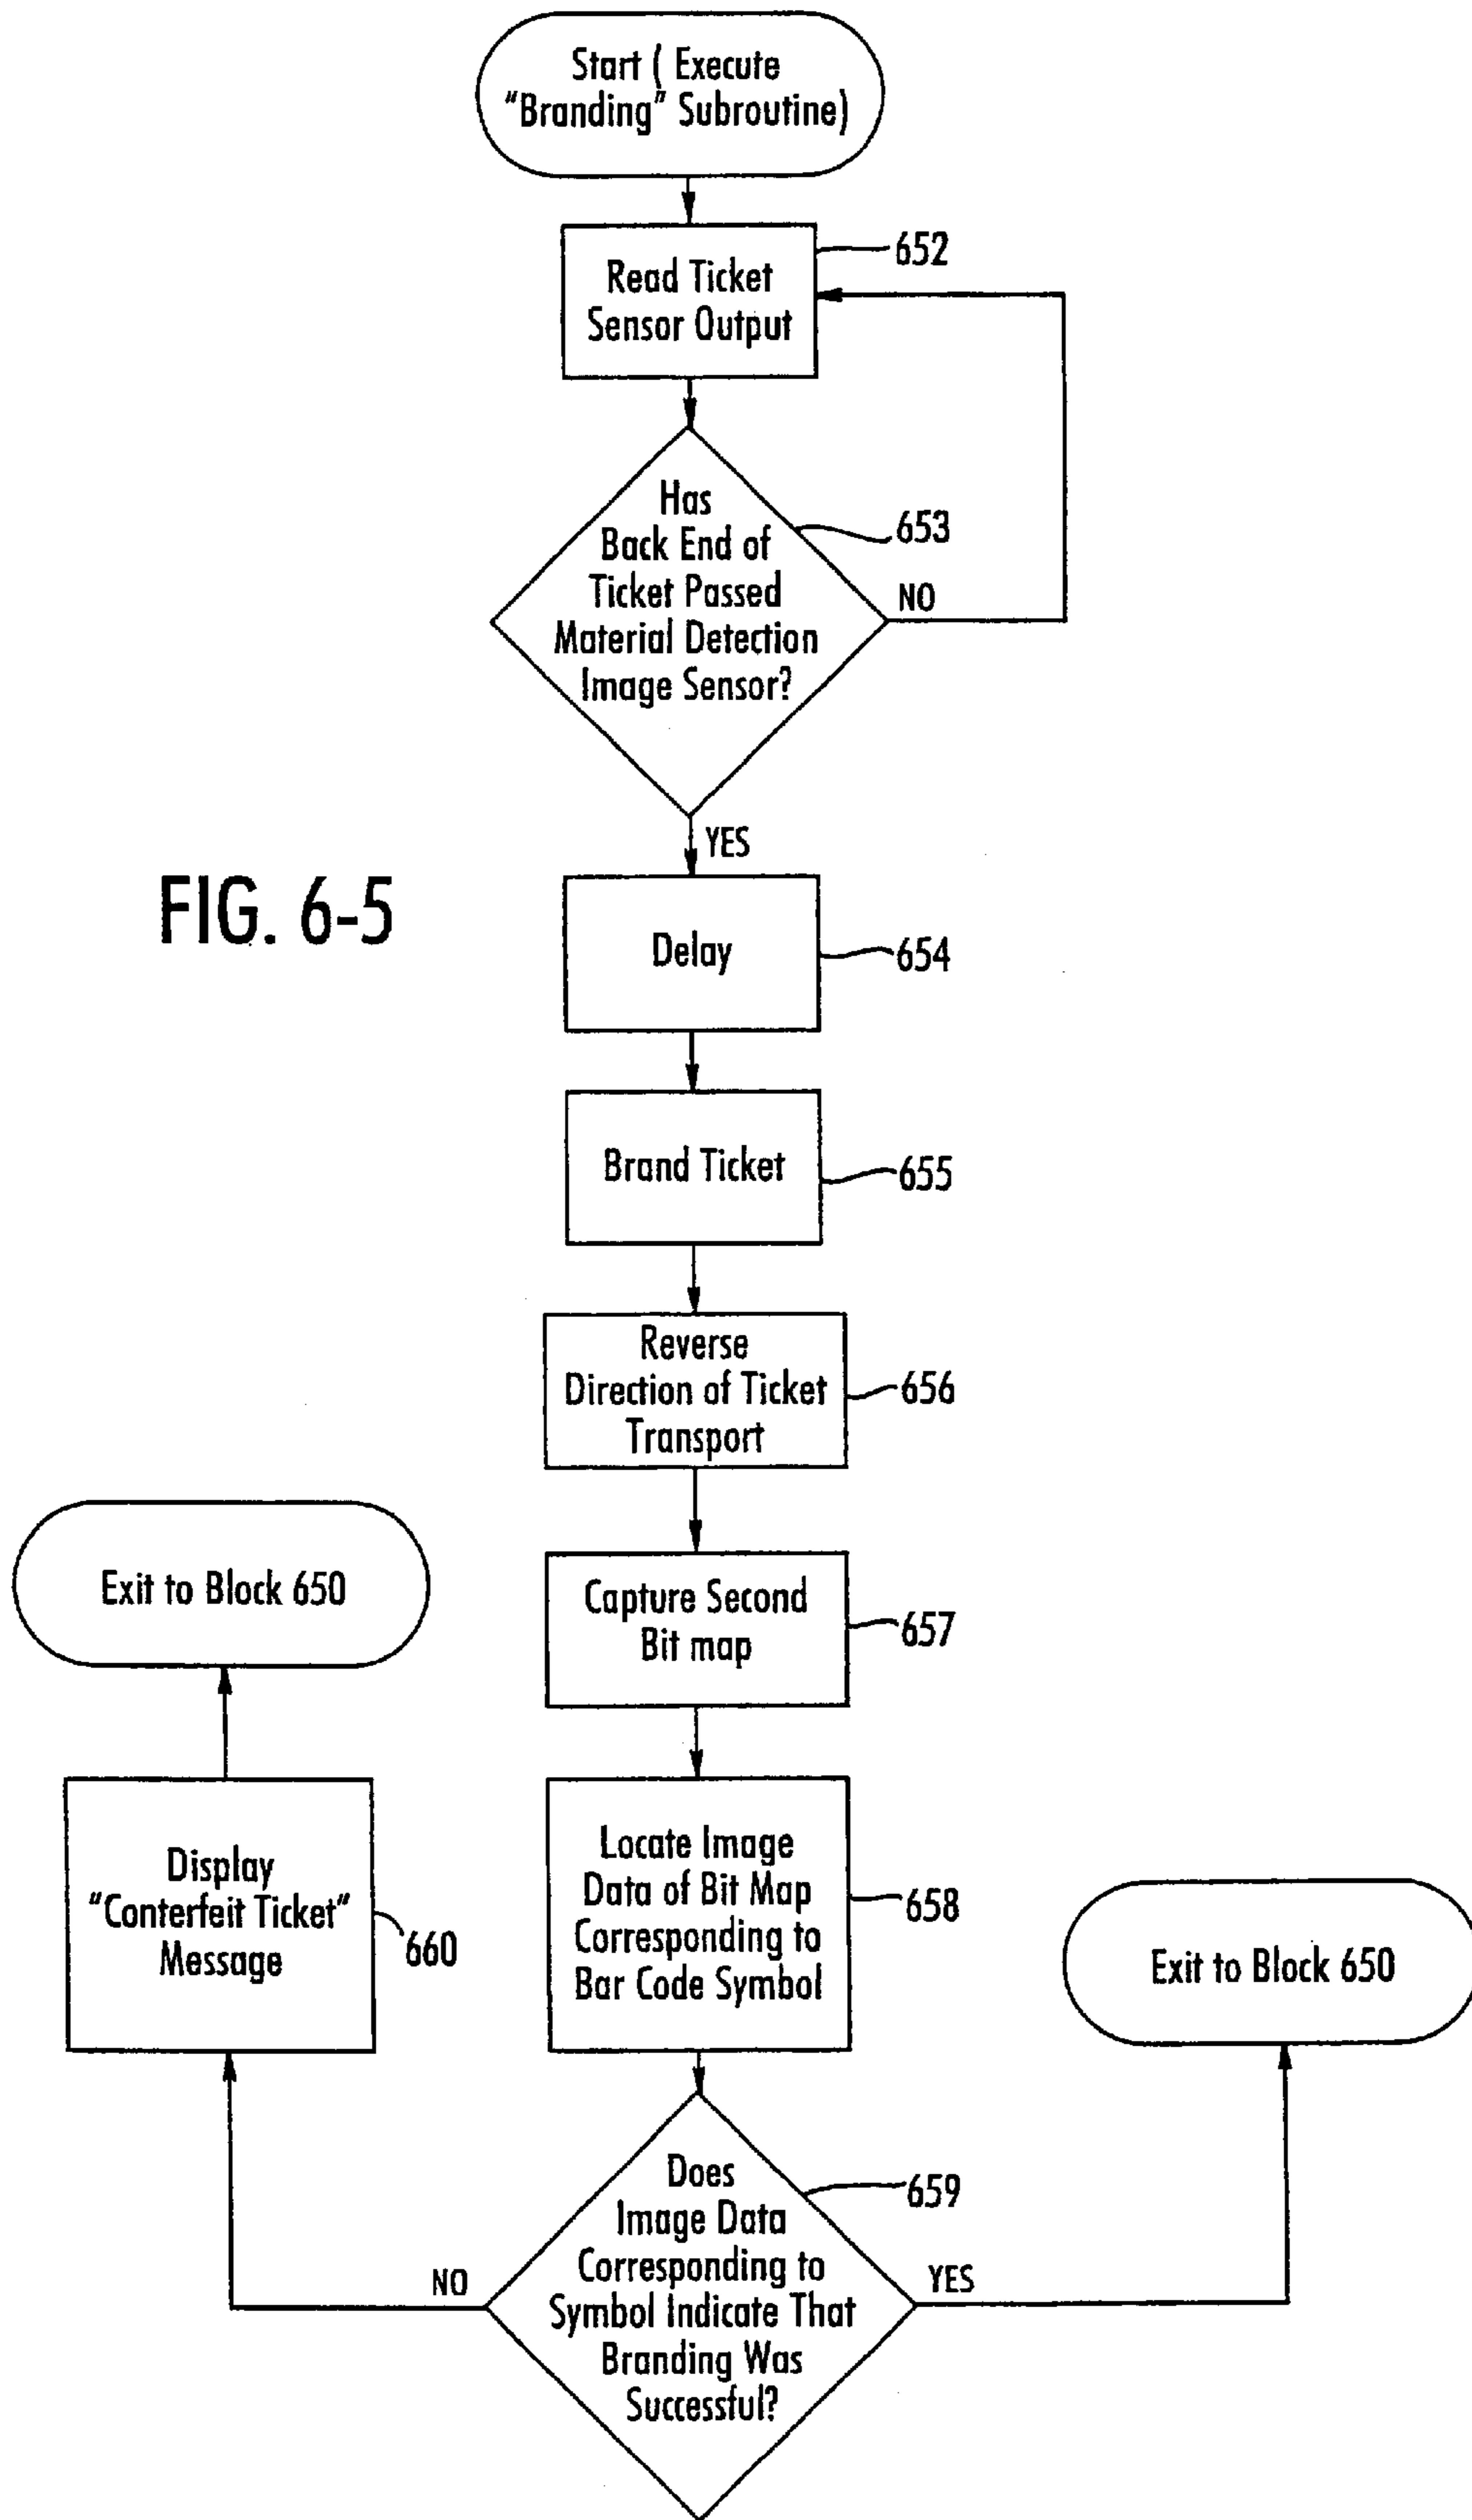 Start ( Execute
"Branding" Subroutine)
652
Read Ticket
Sensor Output
Has
Back End of
Ticket Passed
Material Detection
Image Sensor?
653
NO
YES
FIG. 6-5
Delay
654
Brand Ticket
655
Reverse
Direction of Ticket
Transport
656
Exit to Block 650
Capture Second
Bit map
657
Display
"Conterfeit Ticket"
Message
660
Locate Image
Data of Bit Map
Corresponding to
Bar Code Symbol
658
Exit to Block 650
Does
Image Data
Corresponding to
Symbol Indicate That
Branding Was
Successful?
659
NO
YES